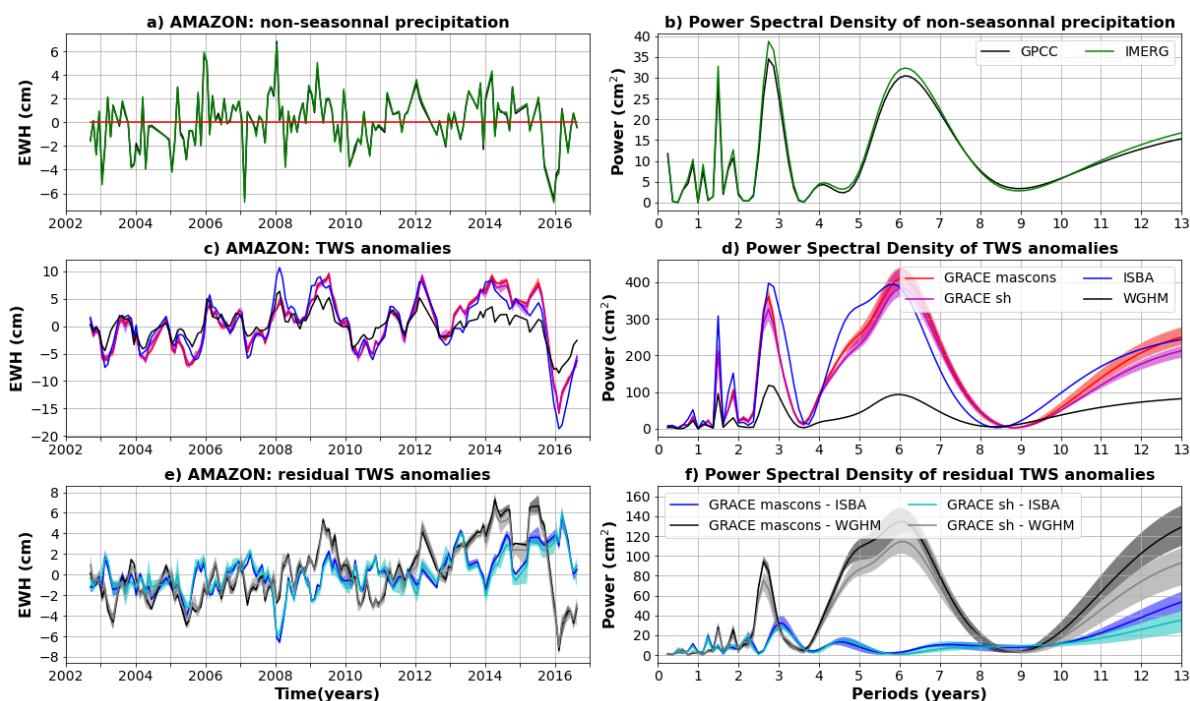 a) AMAZON: non-seasonnal precipitation
EWH (cm)
6
4
2
0
−2
−4
−6
2002 2004 2006 2008 2010 2012 2014 2016
b) Power Spectral Density of non-seasonnal precipitation
Power (cm²)
40
35
30
25
20
15
10
5
0
GPCC IMERG
0 1 2 3 4 5 6 7 8 9 10 11 12 13
c) AMAZON: TWS anomalies
EWH (cm)
10
5
0
−5
−10
−15
−20
2002 2004 2006 2008 2010 2012 2014 2016
d) Power Spectral Density of TWS anomalies
Power (cm²)
400
300
200
100
0
GRACE mascons ISBA
GRACE sh WGHM
0 1 2 3 4 5 6 7 8 9 10 11 12 13
e) AMAZON: residual TWS anomalies
EWH (cm)
8
6
4
2
0
−2
−4
−6
−8
2002 2004 2006 2008 2010 2012 2014 2016
Time(years)
f) Power Spectral Density of residual TWS anomalies
Power (cm²)
160
140
120
100
80
60
40
20
0
GRACE mascons - ISBA GRACE sh - ISBA
GRACE mascons - WGHM GRACE sh - WGHM
0 1 2 3 4 5 6 7 8 9 10 11 12 13
Periods (years)